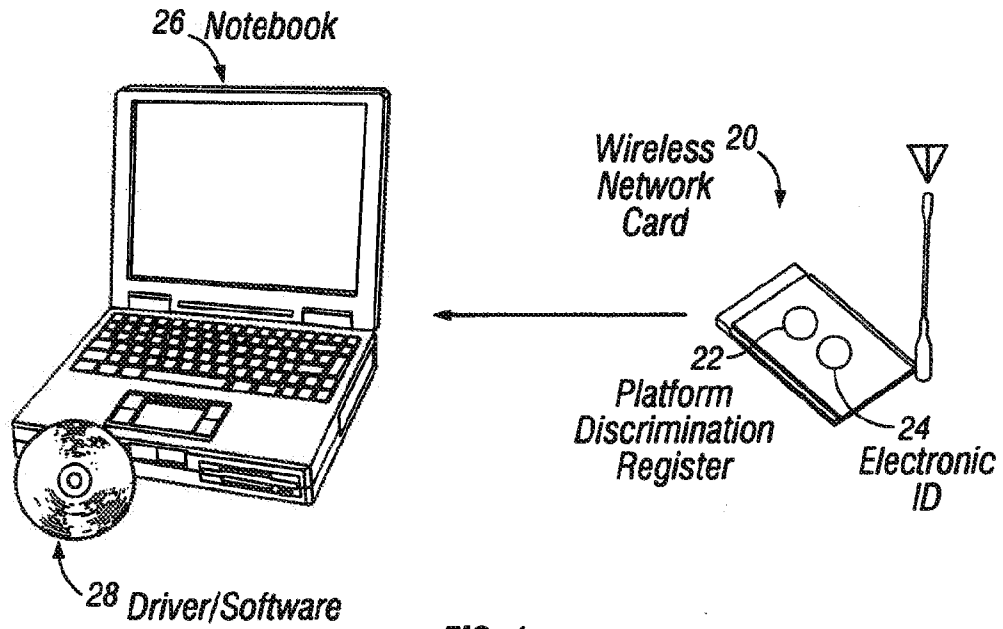 26 Notebook
Wireless 20
Network
Card
22
Platform
Discrimination
Register
24
Electronic
ID
28 Driver/Software